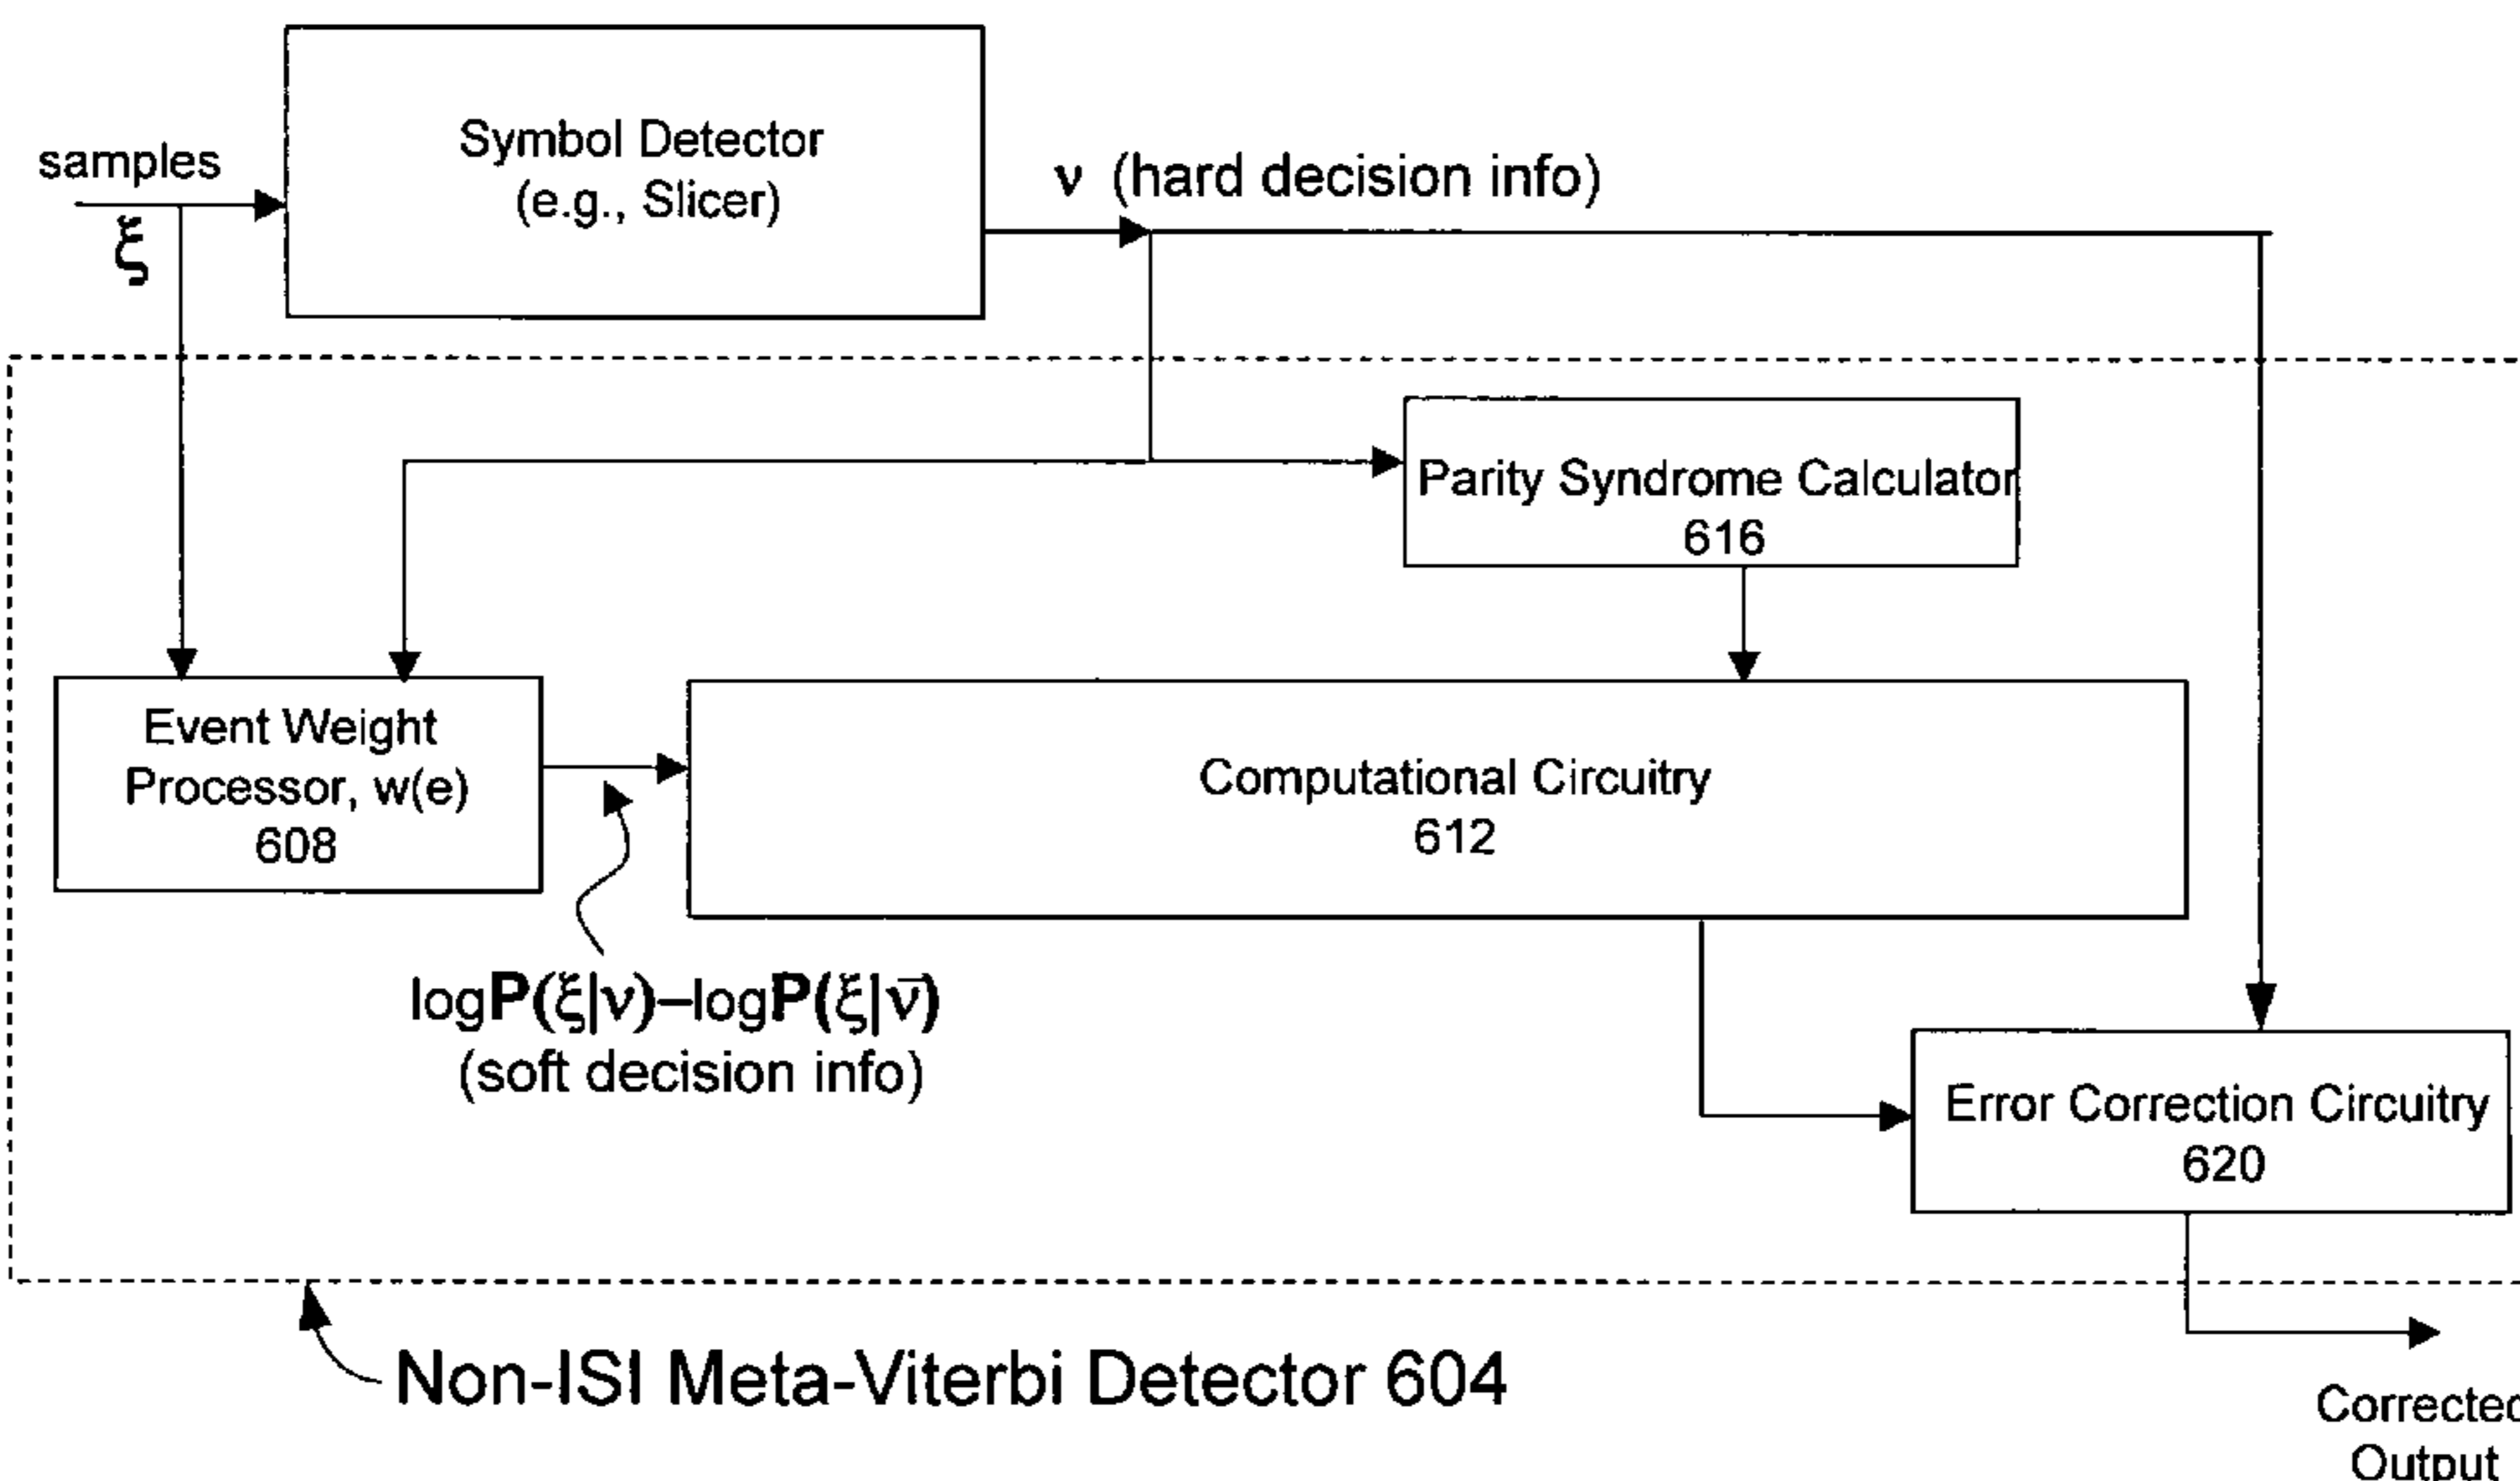 samples
ξ
Symbol Detector
(e.g., Slicer)
ν (hard decision info)
Parity Syndrome Calculator
616
Event Weight
Processor, w(e)
608
Computational Circuitry
612
logP(ξ|ν)–logP(ξ|ν̅)
(soft decision info)
Error Correction Circuitry
620
Non-ISI Meta-Viterbi Detector 604
Corrected
Output